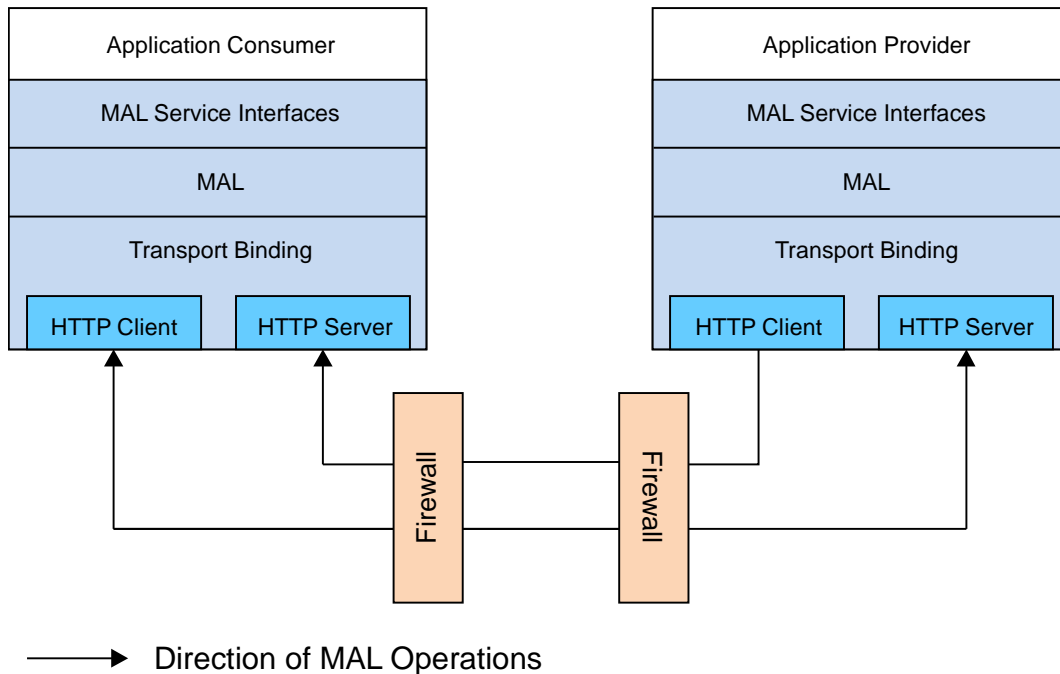 Application Consumer
MAL Service Interfaces
MAL
Transport Binding
HTTP Client
HTTP Server
Application Provider
MAL Service Interfaces
MAL
Transport Binding
HTTP Client
HTTP Server
Firewall
Firewall
Direction of MAL Operations